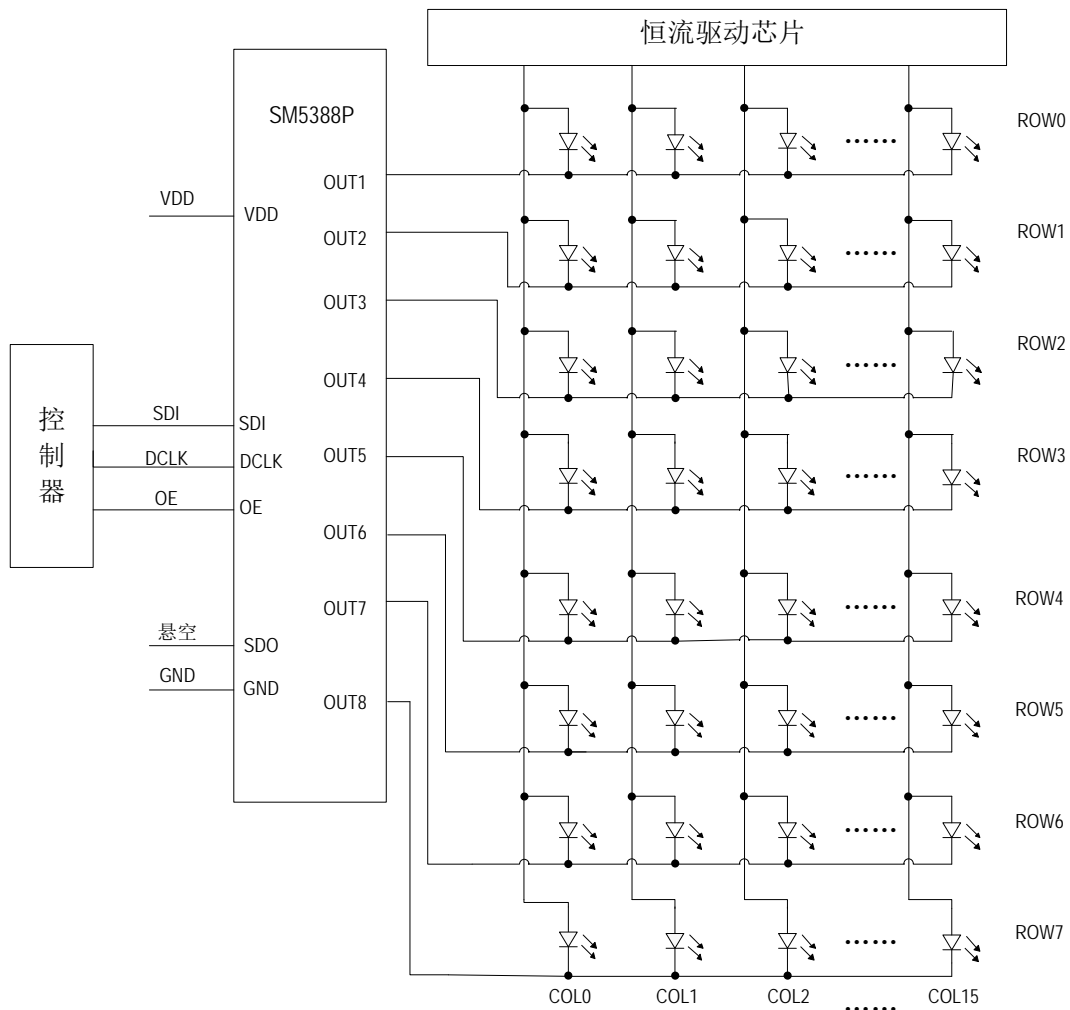 恒流驱动芯片
SM5388P
ROW0
OUT1
VDD
VDD
OUT2
ROW1
OUT3
ROW2
OUT4
控制器
SDI
SDI
DCLK
DCLK
OUT5
ROW3
OE
OE
OUT6
OUT7
ROW4
悬空
SDO
GND
GND
OUT8
ROW5
ROW6
ROW7
COL0 COL1 COL2 ...... COL15